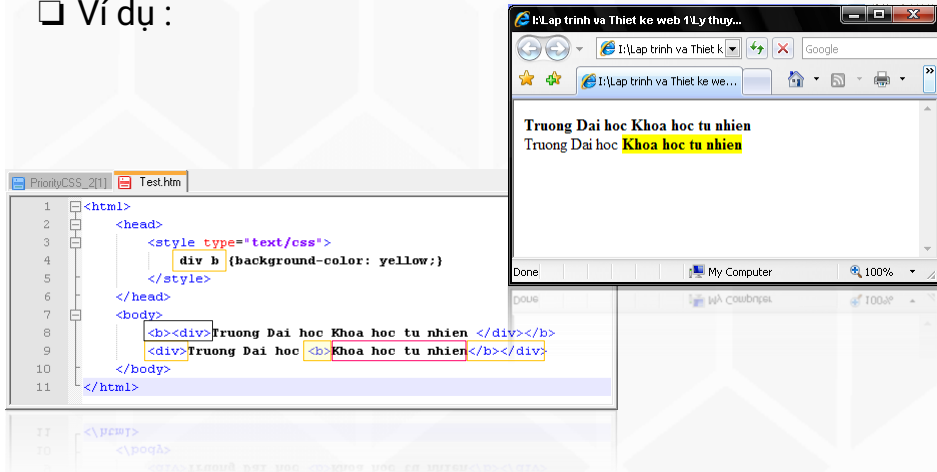 ❑ Ví dụ :
I:\Lap trinh va Thiet ke web 1\Ly thuy...
I:\Lap trinh va Thiet k
Google
I:\Lap trinh va Thiet ke we...
»
Truong Dai hoc Khoa hoc tu nhien
Truong Dai hoc Khoa hoc tu nhien
Done My Computer 100%
PriorityCSS_2[1] Test.htm
1 <html>
2 <head>
3 <style type="text/css">
4 div b {background-color: yellow;}
5 </style>
6 </head>
7 <body>
8 <b><div>Truong Dai hoc Khoa hoc tu nhien </div></b>
9 <div>Truong Dai hoc <b>Khoa hoc tu nhien</b></div>
10 </body>
11 </html>